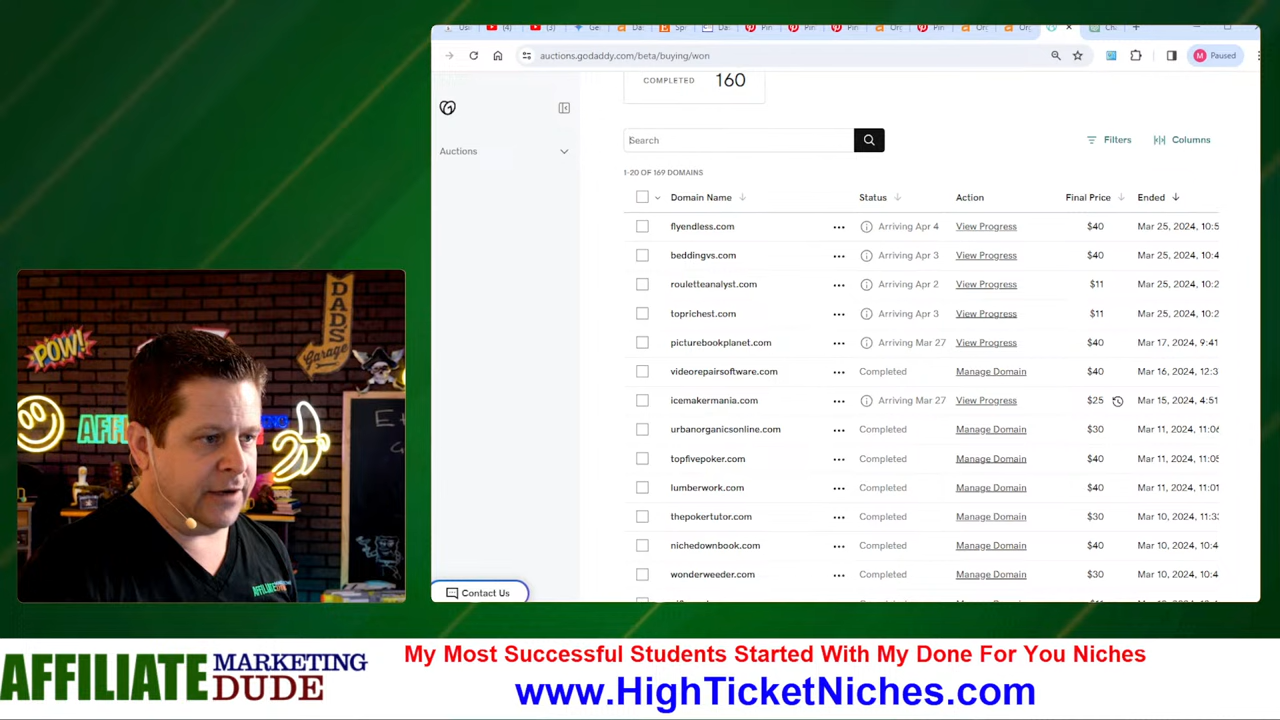 auctions.godaddy.com/beta/buying/won
Paused
COMPLETED 160
Auctions
Search
Filters
Columns
1-20 OF 169 DOMAINS
Domain Name Status Action Final Price Ended
flyendless.com ... Arriving Apr 4 View Progress $40 Mar 25, 2024, 10:5
beddingvs.com ... Arriving Apr 3 View Progress $40 Mar 25, 2024, 10:4
rouletteanalyst.com ... Arriving Apr 2 View Progress $11 Mar 25, 2024, 10:2
toprichest.com ... Arriving Apr 3 View Progress $11 Mar 25, 2024, 10:2
picturebookplanet.com ... Arriving Mar 27 View Progress $40 Mar 17, 2024, 9:41
videorepairsoftware.com ... Completed Manage Domain $40 Mar 16, 2024, 12:3
icemakermania.com ... Arriving Mar 27 View Progress $25 Mar 15, 2024, 4:51
urbanorganicsonline.com ... Completed Manage Domain $30 Mar 11, 2024, 11:06
topfivepoker.com ... Completed Manage Domain $40 Mar 11, 2024, 11:05
lumberwork.com ... Completed Manage Domain $40 Mar 11, 2024, 11:01
thepokertutor.com ... Completed Manage Domain $30 Mar 10, 2024, 11:3
nichedownbook.com ... Completed Manage Domain $40 Mar 10, 2024, 10:4
wonderweeder.com ... Completed Manage Domain $30 Mar 10, 2024, 10:4
Contact Us
POW!
DADS
Garage
AFFILIATE MARKETING DUDE
My Most Successful Students Started With My Done For You Niches
www.HighTicketNiches.com